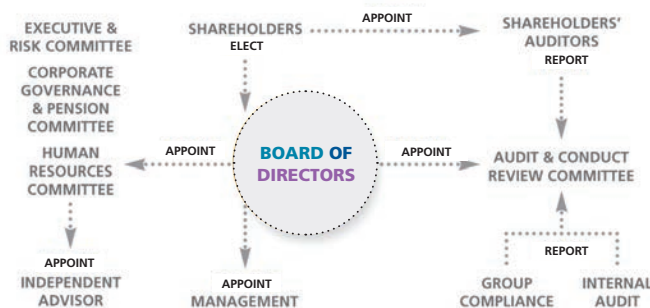 EXECUTIVE &
RISK COMMITTEE
CORPORATE
GOVERNANCE
& PENSION
COMMITTEE
HUMAN
RESOURCES
COMMITTEE
APPOINT
INDEPENDENT
ADVISOR
SHAREHOLDERS
ELECT
APPOINT
SHAREHOLDERS’
AUDITORS
REPORT
APPOINT
BOARD OF
DIRECTORS
APPOINT
AUDIT & CONDUCT
REVIEW COMMITTEE
APPOINT
MANAGEMENT
REPORT
GROUP
COMPLIANCE
INTERNAL
AUDIT